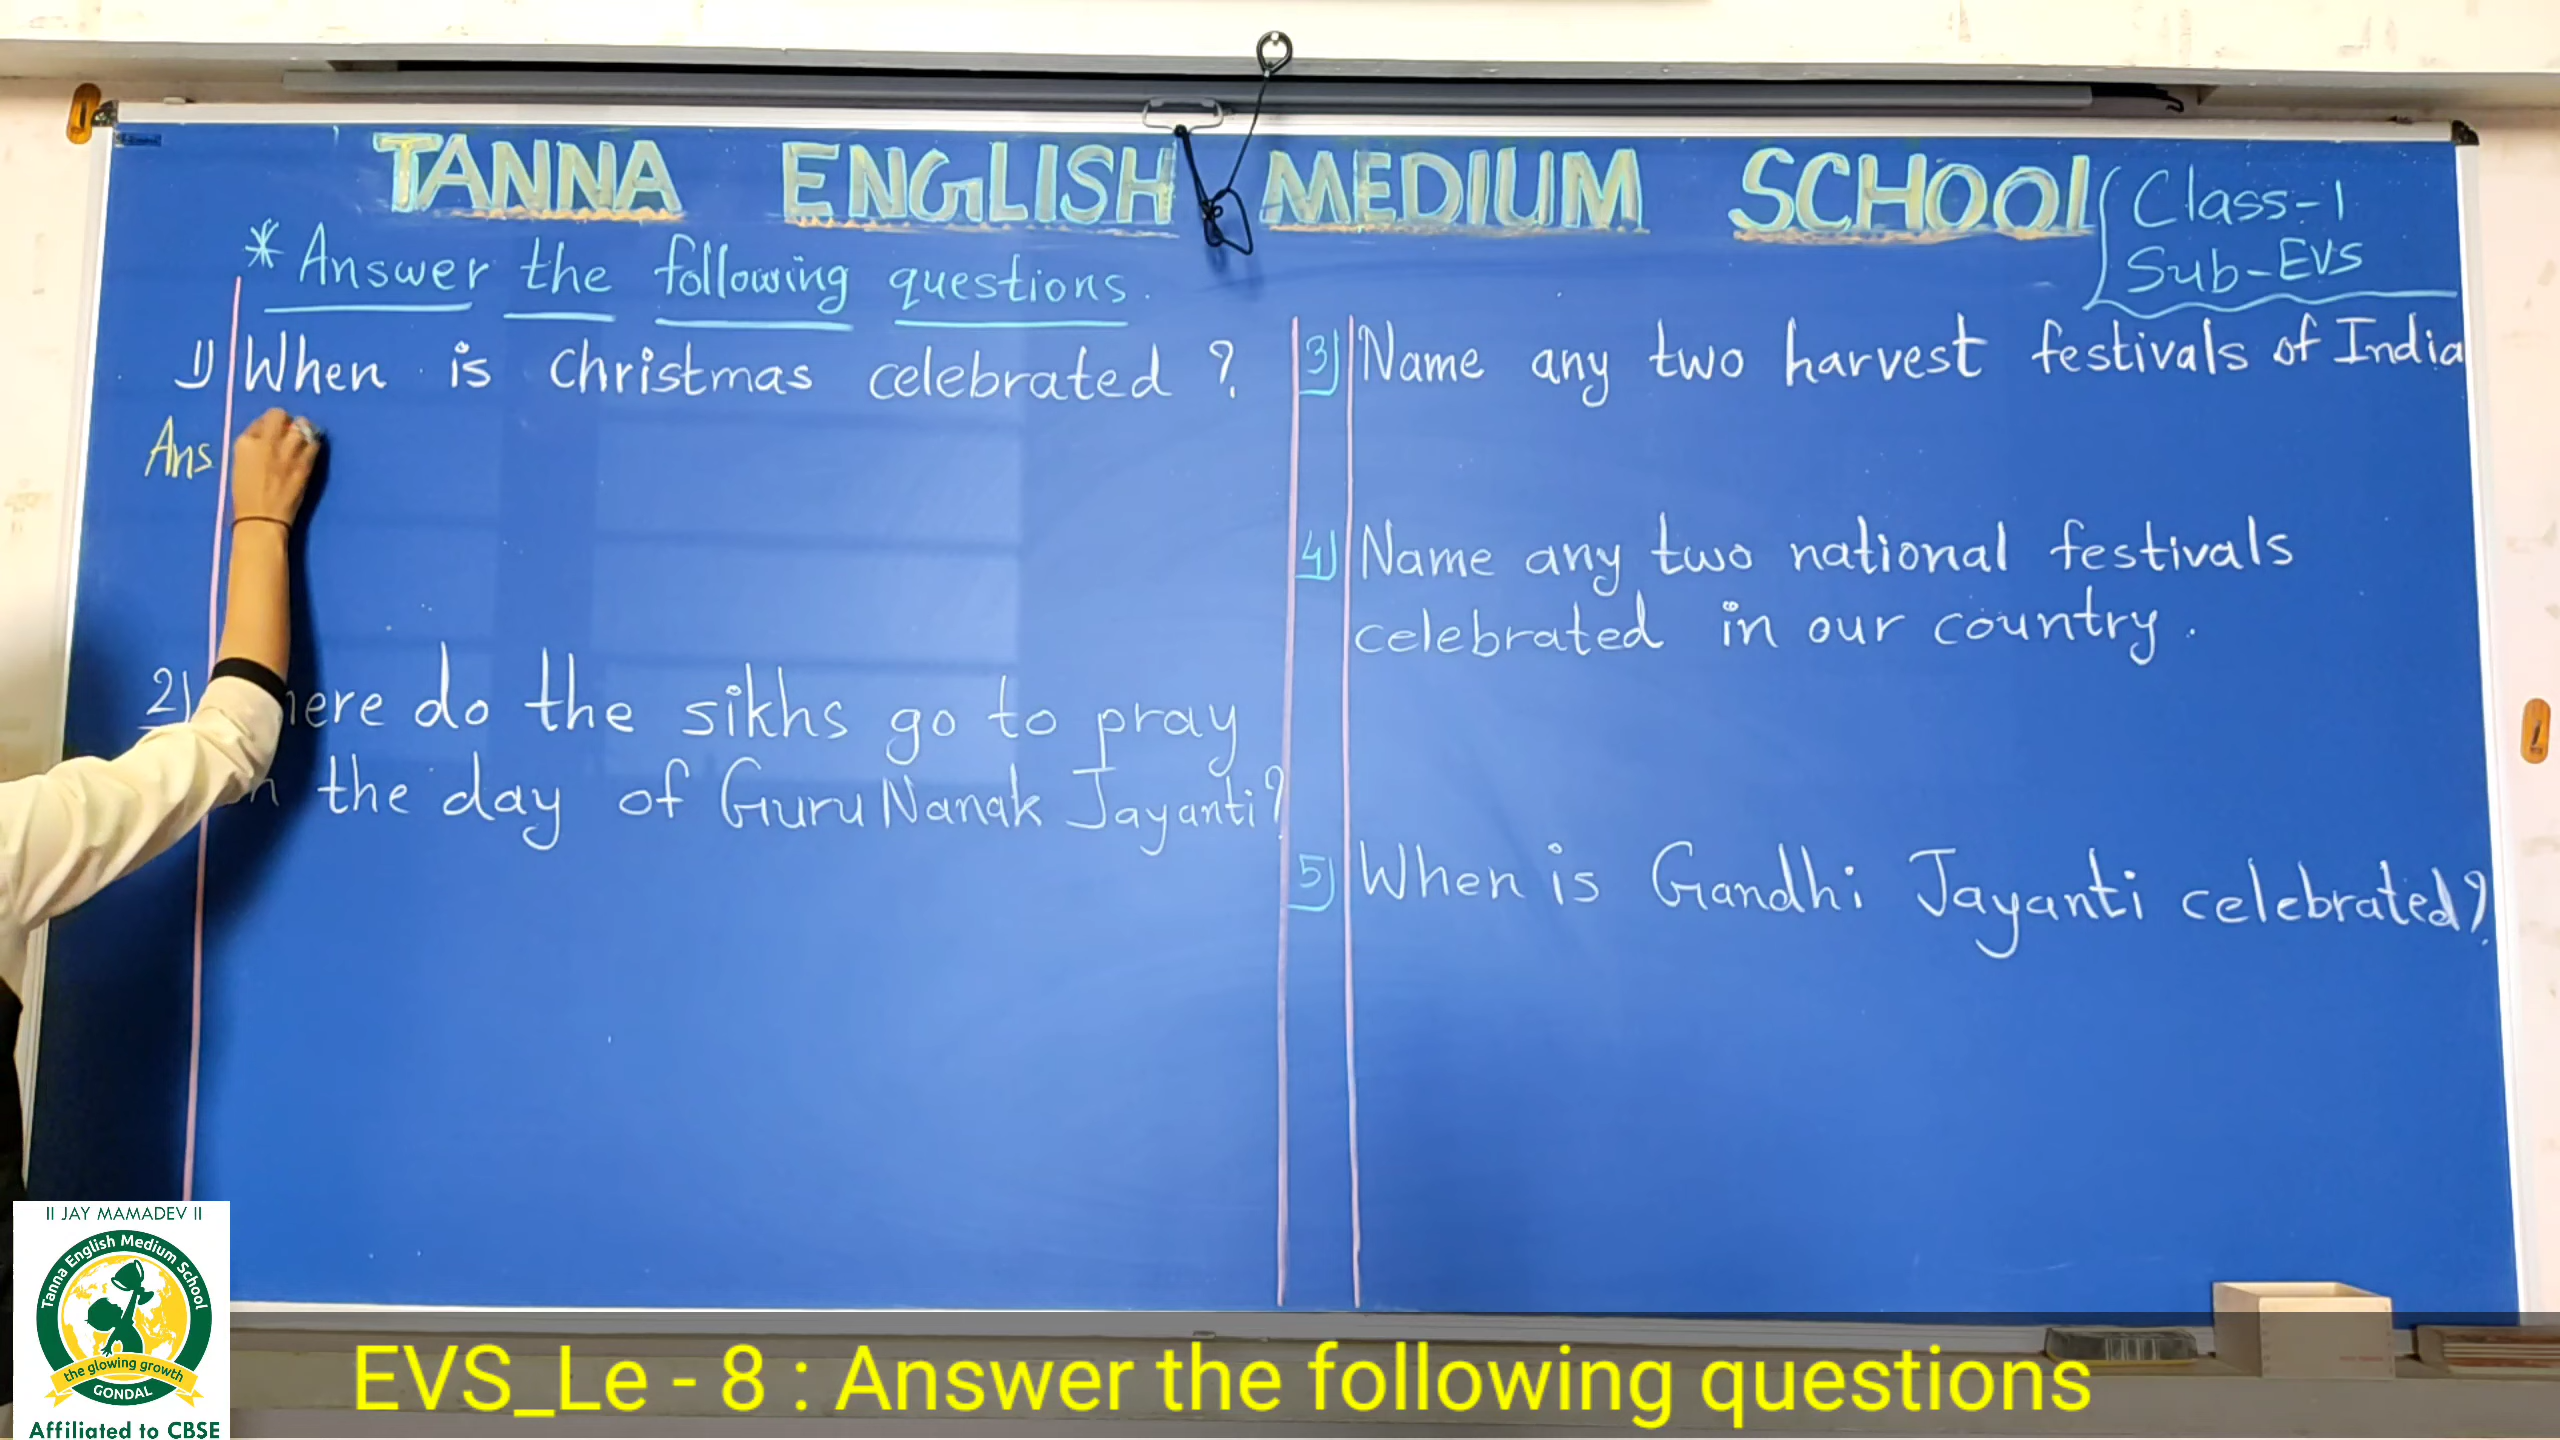 TANNA ENGLISH MEDIUM SCHOOL
Class-1
Sub-EVS
* Answer the following questions.
1) When is christmas celebrated ?
Ans
2) do the sikhs go to pray
the day of Guru Nanak Jayanti?
3) Name any two harvest festivals of India
4) Name any two national festivals
celebrated in our country.
5) When is Gandhi Jayanti celebrated?
II JAY MAMADEV II
Tanna English Medium School
the glowing growth
GONDAL
Affiliated to CBSE
EVS_Le - 8 : Answer the following questions